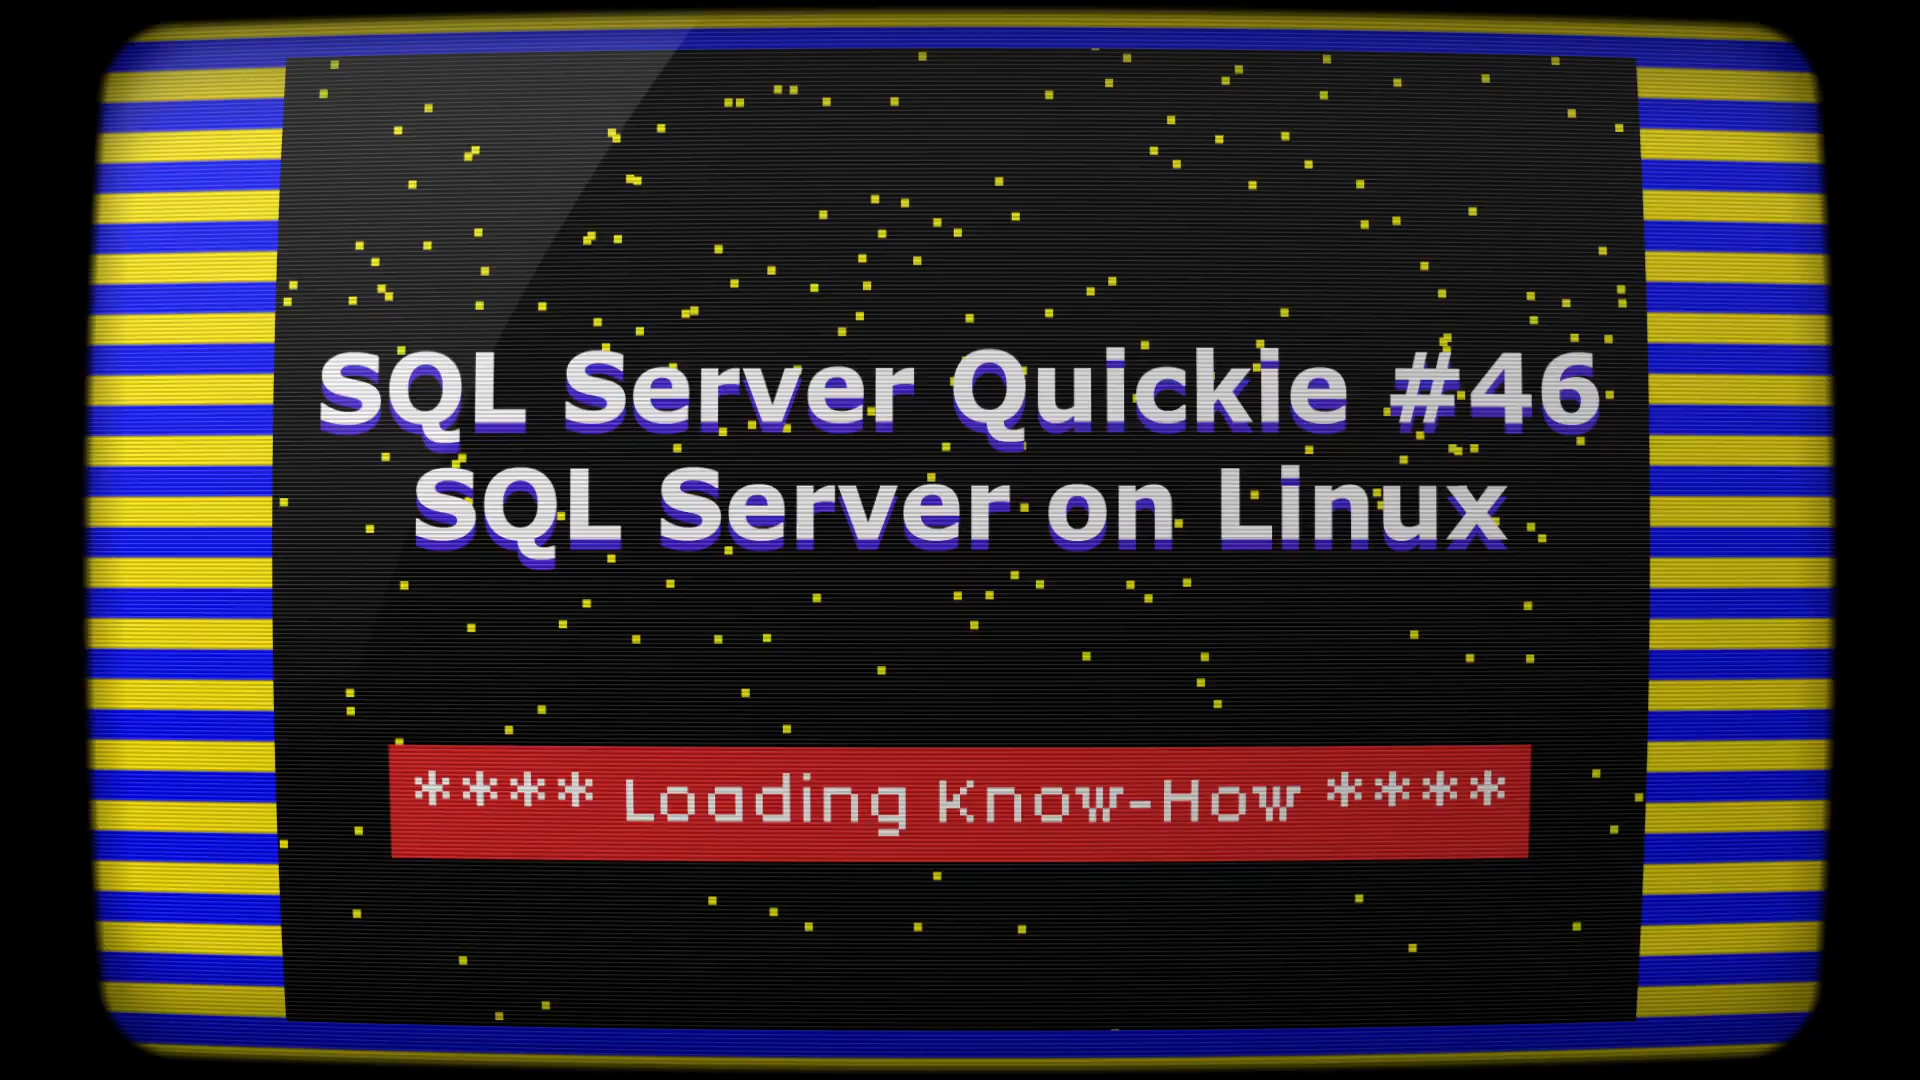 SQL Server Quickie #46
SQL Server on Linux
**** Loading Know-How ****